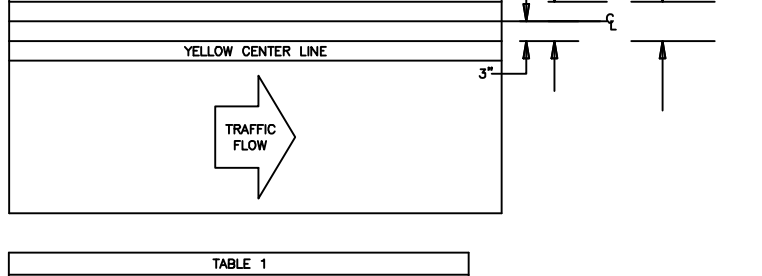 ℄
YELLOW CENTER LINE
3"
TRAFFIC
FLOW
TABLE 1